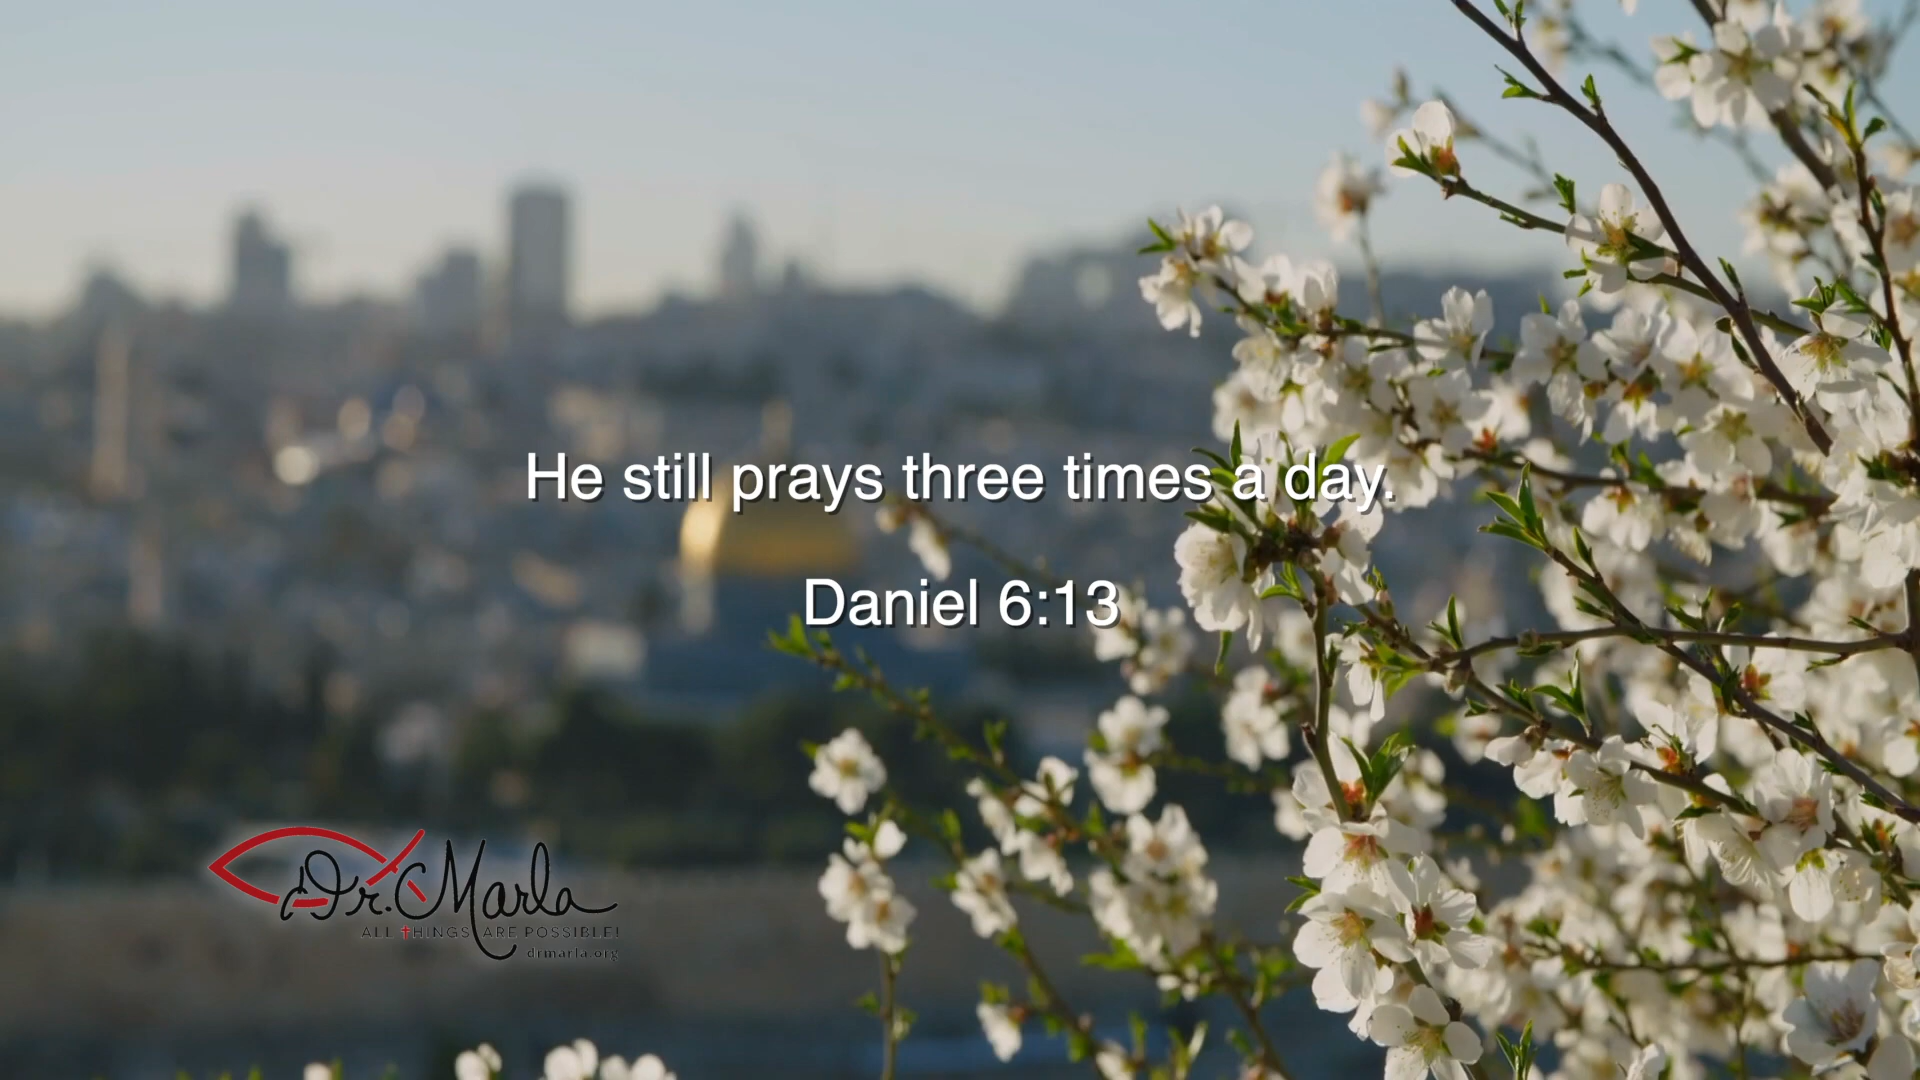 He still prays three times a day.
Daniel 6:13
Dr. Marla
ALL THINGS ARE POSSIBLE!
drmarla.org